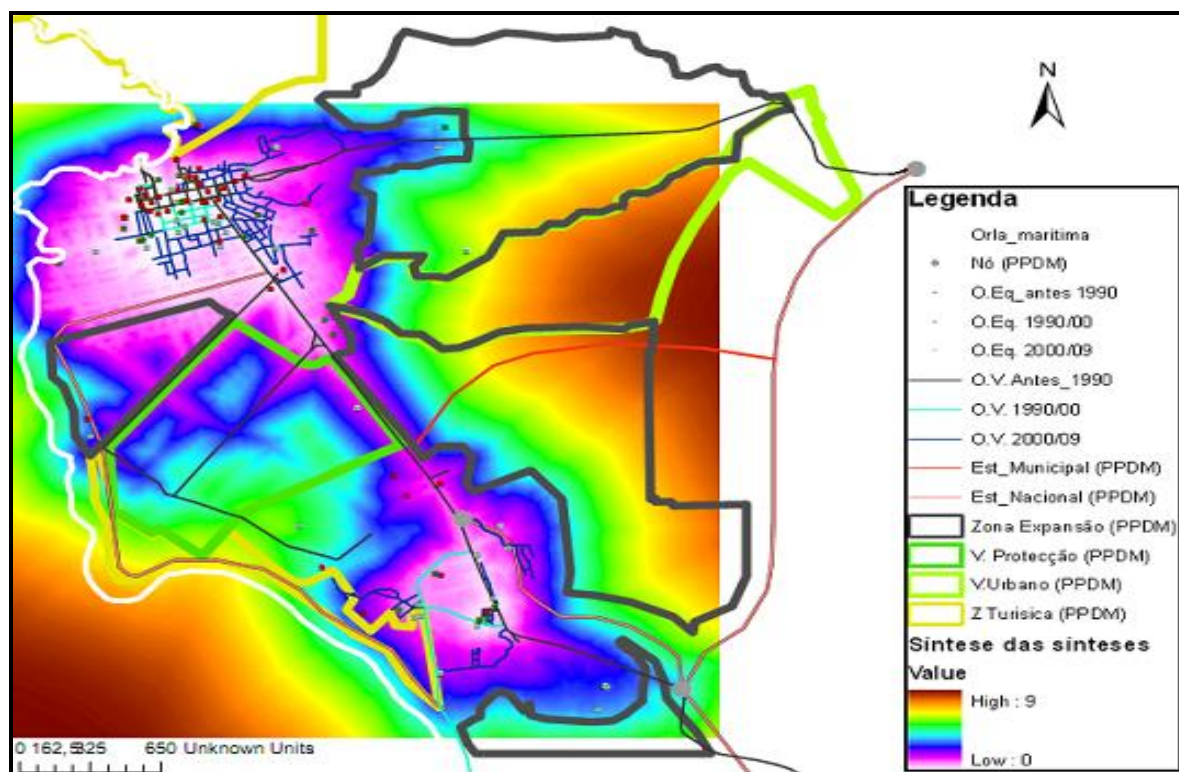 N
Legenda
Orla_maritima
Nó (PPDM)
O.Eq_antes 1990
O.Eq. 1990/00
O.Eq. 2000/09
O.V. Antes_1990
O.V. 1990/00
O.V. 2000/09
Est_Municipal (PPDM)
Est_Nacional (PPDM)
Zona Expansão (PPDM)
V. Protecção (PPDM)
V.Urbano (PPDM)
Z Turisica (PPDM)
Síntese das sínteses
Value
High : 9
Low : 0
0 162,5325 650 Unknown Units